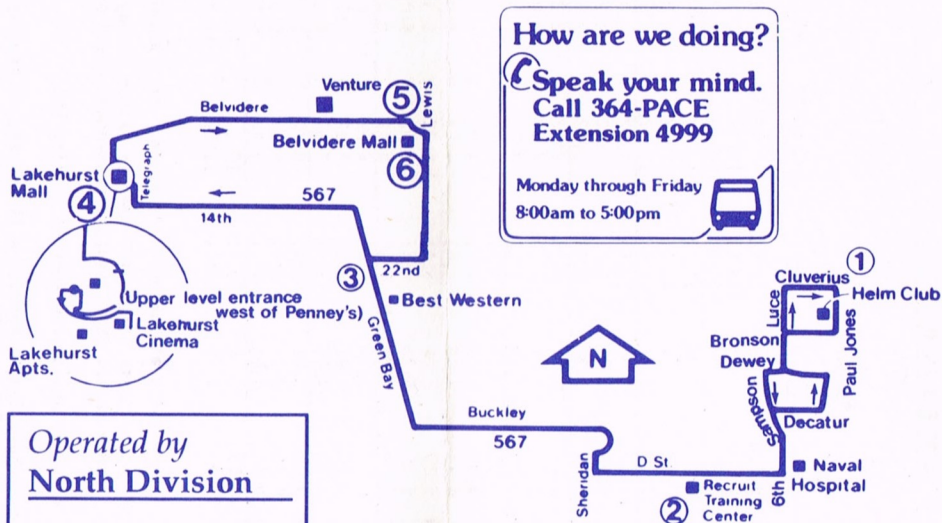 How are we doing?
Speak your mind.
Call 364-PACE
Extension 4999
Monday through Friday
8:00am to 5:00pm
Venture
5
Lewis
Belvidere
Belvidere Mall
6
Lakehurst
Mall
4
Telegraph
567
14th
3
22nd
Best Western
(Upper level entrance
west of Penney's)
Lakehurst
Cinema
Lakehurst
Apts.
Green Bay
1
Cluverius
Helm Club
Luce
Paul Jones
Bronson
Dewey
Sampson
Decatur
N
Buckley
567
Sheridan
D St
6th
Naval
Hospital
Recruit
Training
Center
2
Operated by
North Division